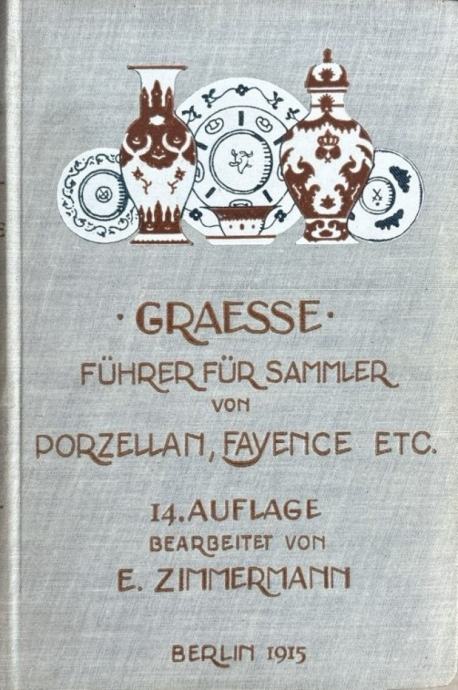 · GRAESSE ·
FÜHRER FÜR SAMMLER
VON
PORZELLAN, FAYENCE ETC.
14. AUFLAGE
BEARBEITET VON
E. ZIMMERMANN
BERLIN 1915